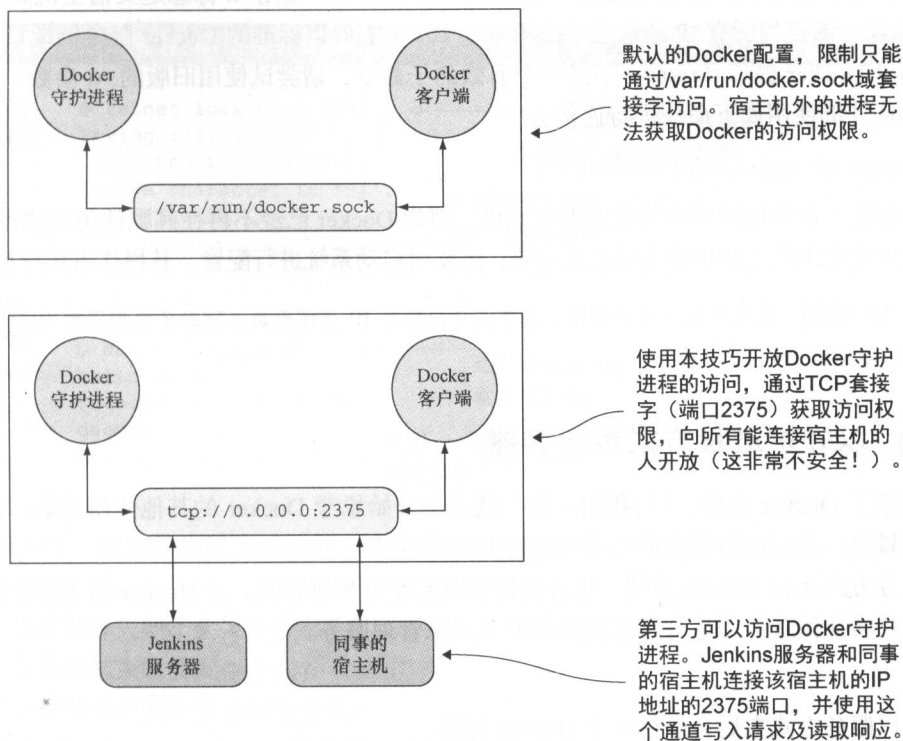 Docker
守护进程
Docker
客户端
/var/run/docker.sock
默认的Docker配置，限制只能
通过/var/run/docker.sock域套
接字访问。宿主机外的进程无
法获取Docker的访问权限。
Docker
守护进程
Docker
客户端
tcp://0.0.0.0:2375
使用本技巧开放Docker守护
进程的访问，通过TCP套接
字（端口2375）获取访问权
限，向所有能连接宿主机的
人开放（这非常不安全！）。
Jenkins
服务器
同事的
宿主机
第三方可以访问Docker守护
进程。Jenkins服务器和同事
的宿主机连接该宿主机的IP
地址的2375端口，并使用这
个通道写入请求及读取响应。